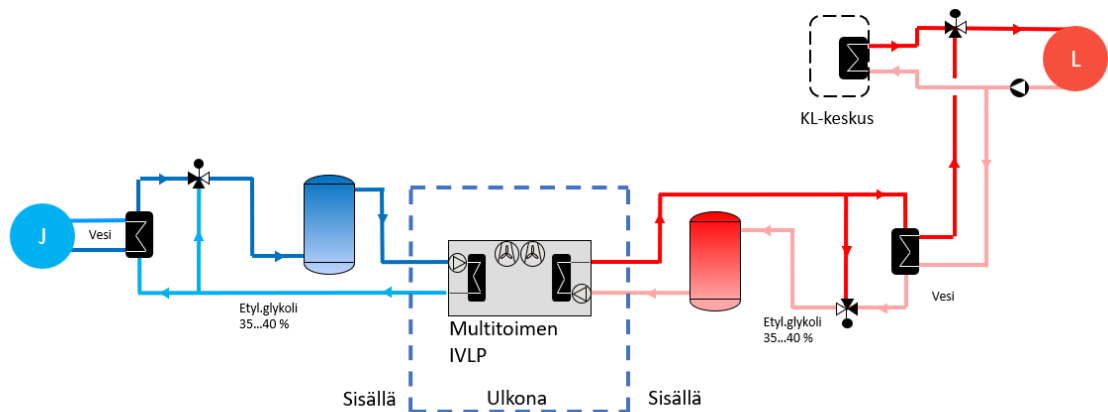 L
KL-keskus
J
Vesi
Etyl.glykoli
35...40 %
Multitoimen
IVLP
Etyl.glykoli
35...40 %
Vesi
Sisällä
Ulkona
Sisällä